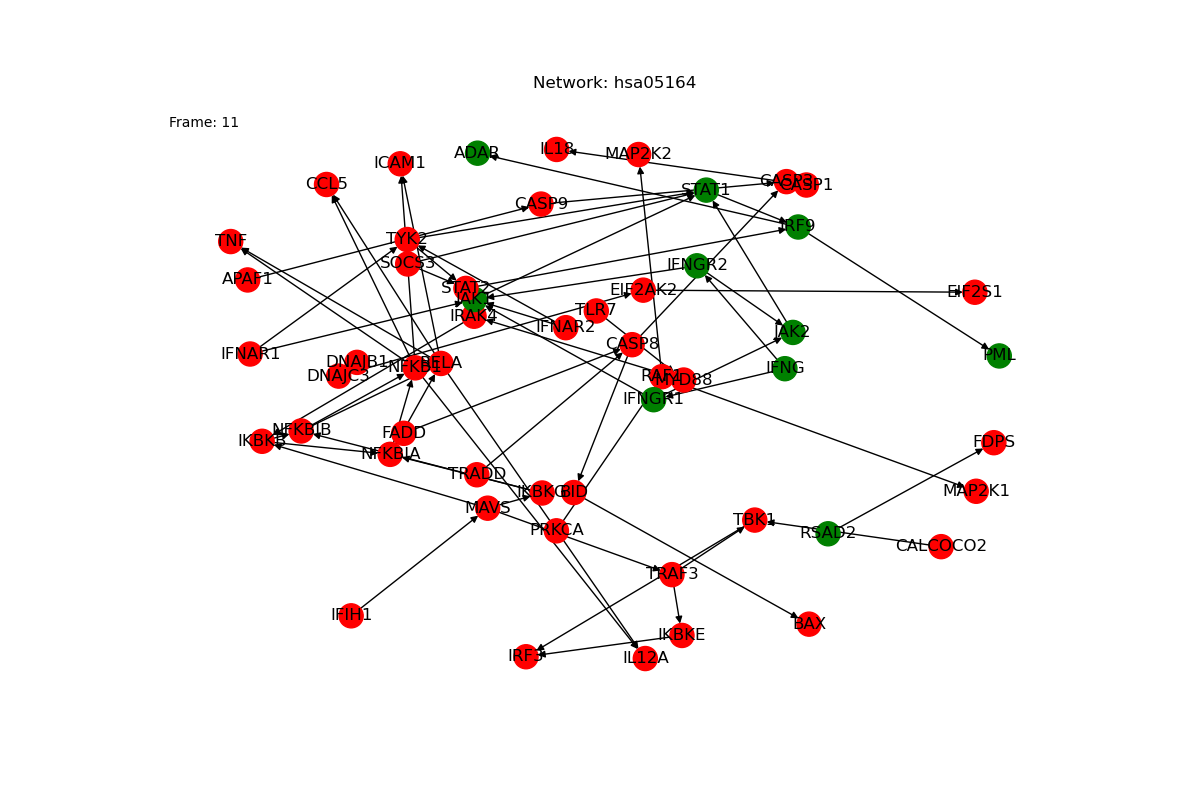 Network: hsa05164
Frame: 11
ADAR
IL18
MAP2K2
ICAM1
CCL5
CASP3
CASP1
STAT1
CASP9
IRF9
TNF
TYK2
SOCS3
IFNGR2
APAF1
STAT2
EIF2AK2
EIF2S1
JAK1
TLR7
IRAK4
IFNAR2
JAK2
CASP8
IFNAR1
PML
DNAJB1
NFKB1
RELA
IFNG
DNAJC3
RAF1
MYD88
IFNGR1
NFKBIB
FADD
IKBKB
FDPS
NFKBIA
TRADD
IKBKG
BID
MAP2K1
MAVS
TBK1
PRKCA
RSAD2
CALCOCO2
TRAF3
IFIH1
BAX
IKBKE
IRF3
IL12A